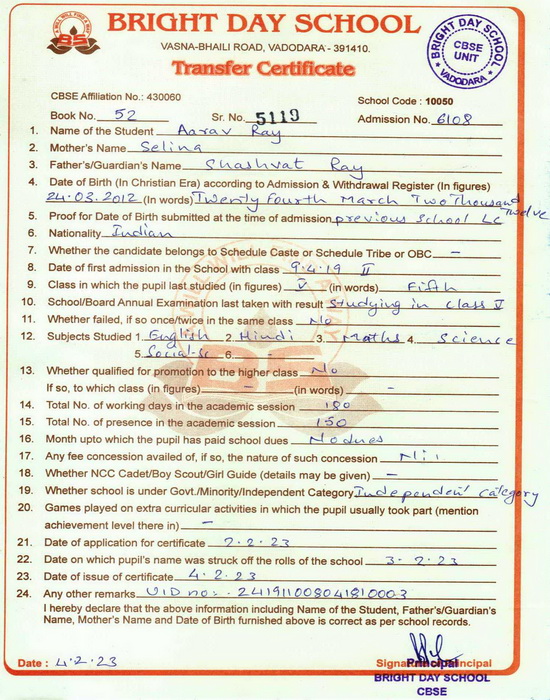 BRIGHT DAY SCHOOL
VASNA-BHAILI ROAD, VADODARA - 391410.
BRIGHT DAY SCHOOL
CBSE
UNIT
VADODARA
Transfer Certificate
CBSE Affiliation No.: 430060
School Code : 10050
Book No. 52 Sr. No. 5119 Admission No. 6108
1. Name of the Student Aarav Ray
2. Mother's Name Selina
3. Father's/Guardian's Name Shashvat Ray
4. Date of Birth (In Christian Era) according to Admission & Withdrawal Register (In figures)
24.03.2012 (In words) Twenty Fourth March Two Thousand Twelve
5. Proof for Date of Birth submitted at the time of admission previous School LC
6. Nationality Indian
7. Whether the candidate belongs to Schedule Caste or Schedule Tribe or OBC –
8. Date of first admission in the School with class 9.4.19 II
9. Class in which the pupil last studied (in figures) V (in words) Fifth
10. School/Board Annual Examination last taken with result Studying in class V
11. Whether failed, if so once/twice in the same class No
12. Subjects Studied 1. English 2. Hindi 3. Maths 4. Science
5. Social.Sc 6. –
13. Whether qualified for promotion to the higher class No
If so, to which class (in figures) – (in words) –
14. Total No. of working days in the academic session 180
15. Total No. of presence in the academic session 150
16. Month upto which the pupil has paid school dues No dues
17. Any fee concession availed of, if so, the nature of such concession Nil
18. Whether NCC Cadet/Boy Scout/Girl Guide (details may be given) –
19. Whether school is under Govt./Minority/Independent Category Independent category
20. Games played on extra curricular activities in which the pupil usually took part (mention
achievement level there in) –
21. Date of application for certificate 2.2.23
22. Date on which pupil's name was struck off the rolls of the school 3.2.23
23. Date of issue of certificate 4.2.23
24. Any other remarks UID no:- 241911008041810003
I hereby declare that the above information including Name of the Student, Father's/Guardian's
Name, Mother's Name and Date of Birth furnished above is correct as per school records.
Date : 4.2.23
Principal
BRIGHT DAY SCHOOL
CBSE